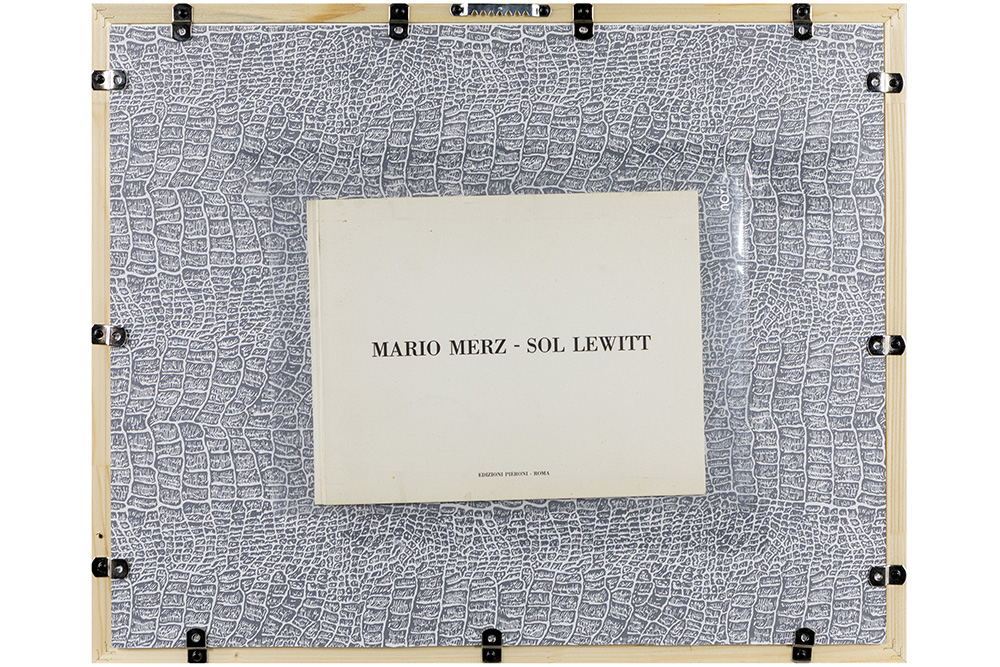 MARIO MERZ - SOL LEWITT
EDIZIONI PIERONI - ROMA